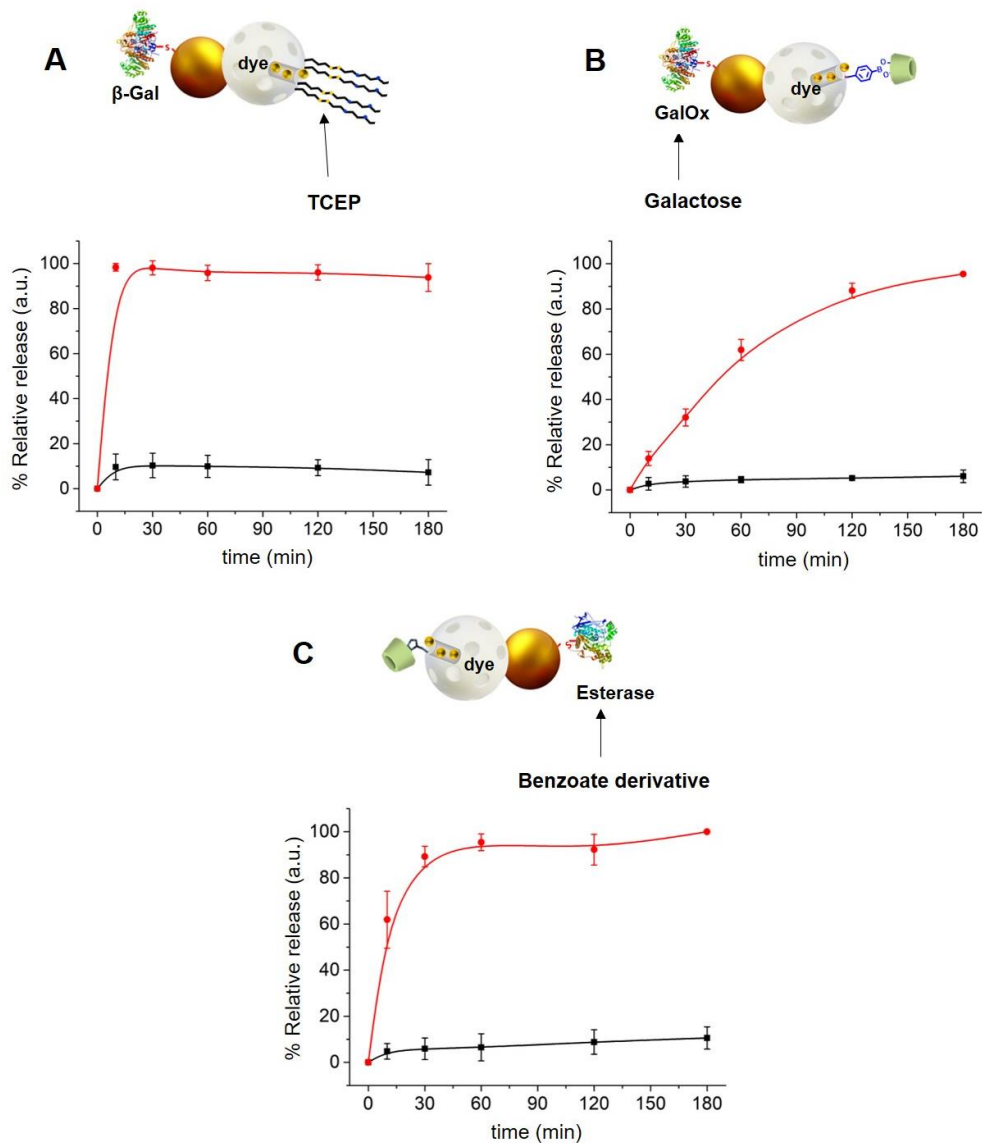 A
β-Gal
S
dye
TCEP
% Relative release (a.u.)
100
80
60
40
20
0
0 30 60 90 120 150 180
time (min)
B
GalOx
S
dye
B
O
O
Galactose
% Relative release (a.u.)
100
80
60
40
20
0
0 30 60 90 120 150 180
time (min)
C
dye
S
Esterase
Benzoate derivative
% Relative release (a.u.)
100
80
60
40
20
0
0 30 60 90 120 150 180
time (min)